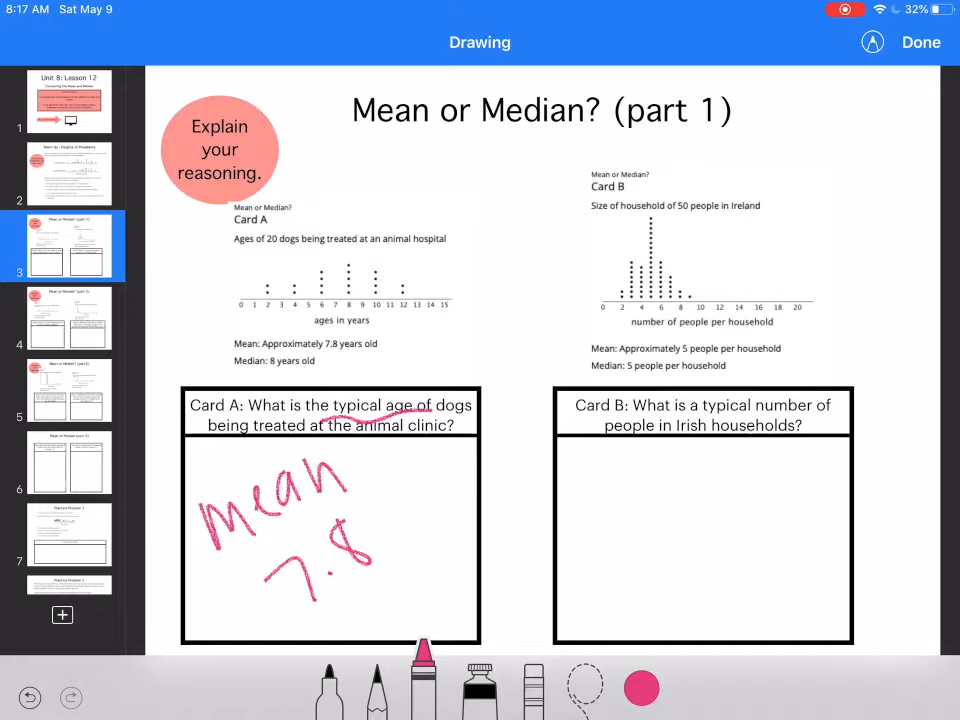 8:17 AM Sat May 9
32%
Drawing
Done
Unit 8: Lesson 12
1
2
3
4
5
6
7
Mean or Median? (part 1)
Explain
your
reasoning.
Mean or Median?
Card A
Ages of 20 dogs being treated at an animal hospital
0 1 2 3 4 5 6 7 8 9 10 11 12 13 14 15
ages in years
Mean: Approximately 7.8 years old
Median: 8 years old
Mean or Median?
Card B
Size of household of 50 people in Ireland
0 2 4 6 8 10 12 14 16 18 20
number of people per household
Mean: Approximately 5 people per household
Median: 5 people per household
Card A: What is the typical age of dogs
being treated at the animal clinic?
Mean
7.8
Card B: What is a typical number of
people in Irish households?